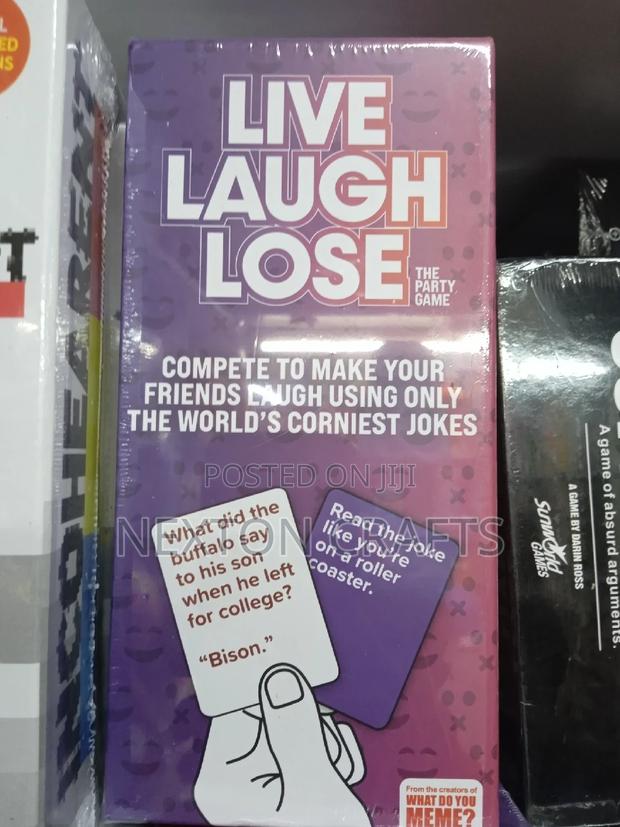 LIVE
LAUGH
LOSE
THE
PARTY
GAME
COMPETE TO MAKE YOUR
FRIENDS LAUGH USING ONLY
THE WORLD'S CORNIEST JOKES
POSTED ON JIJI
NEXTON CRAFTS
What did the
buffalo say
to his son
when he left
for college?
“Bison.”
Read the joke
like you're
on a roller
coaster.
From the creators of
WHAT DO YOU
MEME?
A game of absurd arguments.
A GAME BY DARIN ROSS
GAMES